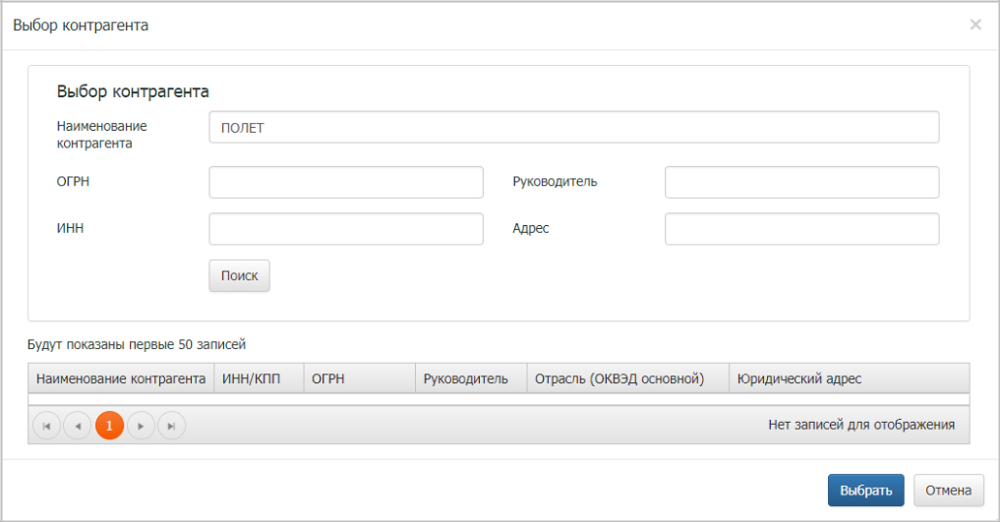 Выбор контрагента
Выбор контрагента
Наименование
контрагента
ПОЛЕТ
ОГРН
Руководитель
ИНН
Адрес
Поиск
Будут показаны первые 50 записей
Наименование контрагента ИНН/КПП ОГРН Руководитель Отрасль (ОКВЭД основной) Юридический адрес
1 Нет записей для отображения
Выбрать Отмена